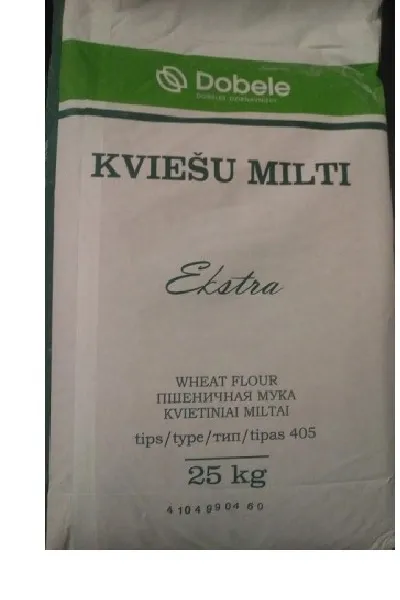 Dobele
KVIEŠU MILTI
Ekstra
WHEAT FLOUR
ПШЕНИЧНАЯ МУКА
KVIETINIAI MILTAI
tips/type/тип/tipas 405
25 kg
4104990460